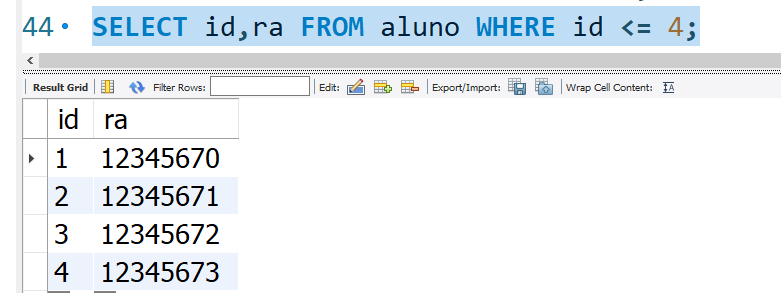 44 SELECT id,ra FROM aluno WHERE id <= 4;
Result Grid Filter Rows: Edit: Export/Import: Wrap Cell Content: IA
id ra
1 12345670
2 12345671
3 12345672
4 12345673